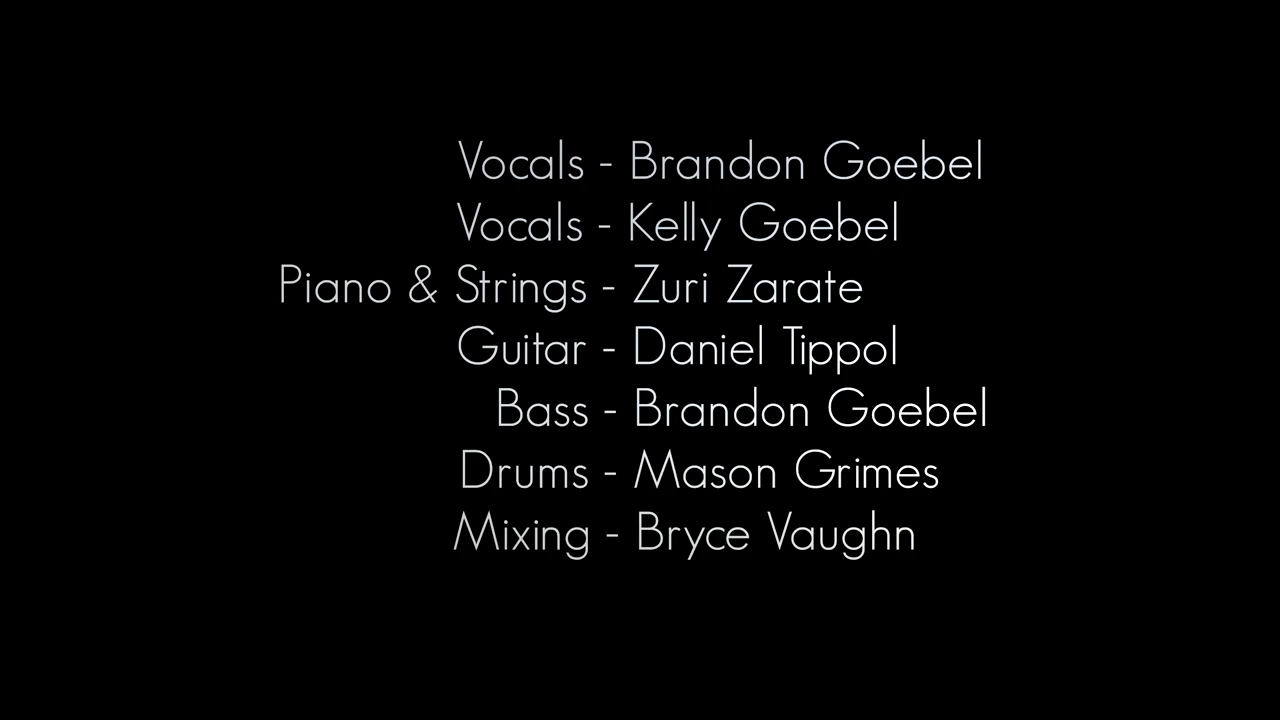 Vocals - Brandon Goebel
Vocals - Kelly Goebel
Piano & Strings - Zuri Zarate
Guitar - Daniel Tippol
Bass - Brandon Goebel
Drums - Mason Grimes
Mixing - Bryce Vaughn